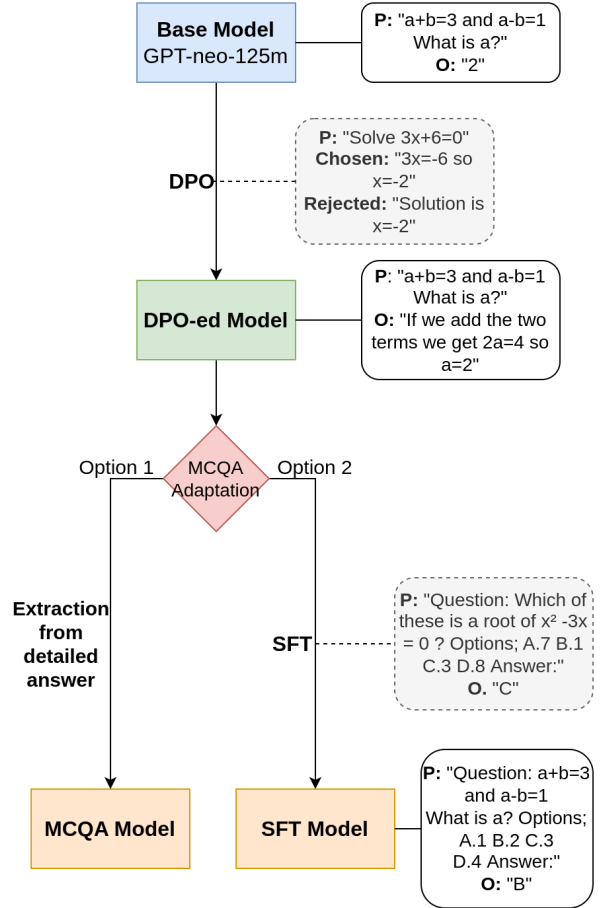 Base Model
GPT-neo-125m
P: "a+b=3 and a-b=1
What is a?"
O: "2"
P: "Solve 3x+6=0"
Chosen: "3x=-6 so
x=-2"
Rejected: "Solution is
x=-2"
DPO
DPO-ed Model
P: "a+b=3 and a-b=1
What is a?"
O: "If we add the two
terms we get 2a=4 so
a=2"
Option 1
MCQA
Adaptation
Option 2
Extraction
from
detailed
answer
SFT
P: "Question: Which of
these is a root of x² -3x
= 0 ? Options; A.7 B.1
C.3 D.8 Answer:"
O. "C"
MCQA Model
SFT Model
P: "Question: a+b=3
and a-b=1
What is a? Options;
A.1 B.2 C.3
D.4 Answer:"
O: "B"